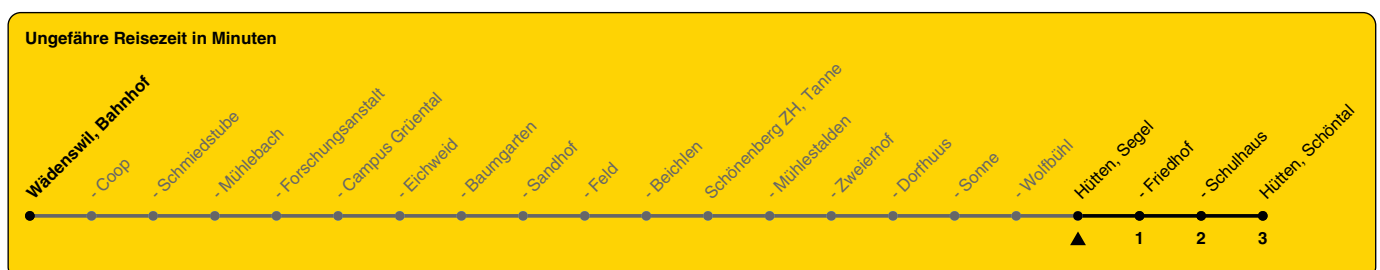 Ungefähre Reisezeit in Minuten
Wädenswil, Bahnhof
- Coop
- Schmiedstube
- Mühlebach
- Forschungsanstalt
- Campus Grüental
- Eichweid
- Baumgarten
- Sandhof
- Feld
- Beichlen
Schönenberg ZH, Tanne
- Mühlestalden
- Zweierhof
- Dorfhuus
- Sonne
- Wolfbühl
Hütten, Segel
- Friedhof
- Schulhaus
Hütten, Schöntal
1 2 3